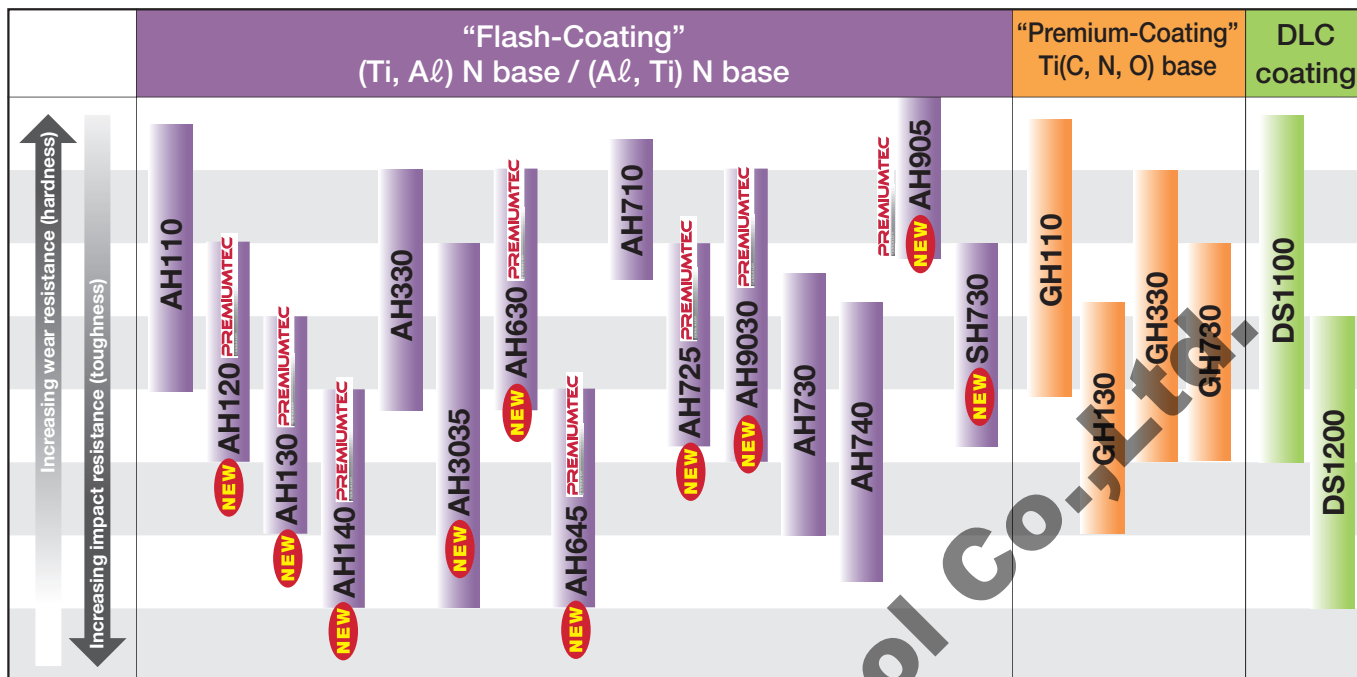 “Flash-Coating”
(Ti, Aℓ) N base / (Aℓ, Ti) N base
“Premium-Coating”
Ti(C, N, O) base
DLC
coating
Increasing wear resistance (hardness)
Increasing impact resistance (toughness)
AH110
NEW AH120 PREMIUMTEC
NEW AH130 PREMIUMTEC
NEW AH140 PREMIUMTEC
AH330
NEW AH3035
NEW AH630 PREMIUMTEC
NEW AH645 PREMIUMTEC
AH710
NEW AH725 PREMIUMTEC
NEW AH9030 PREMIUMTEC
AH730
AH740
PREMIUMTEC
NEW AH905
NEW SH730
GH110
GH130
GH330
GH730
DS1100
DS1200
ol Co.,Ltd.